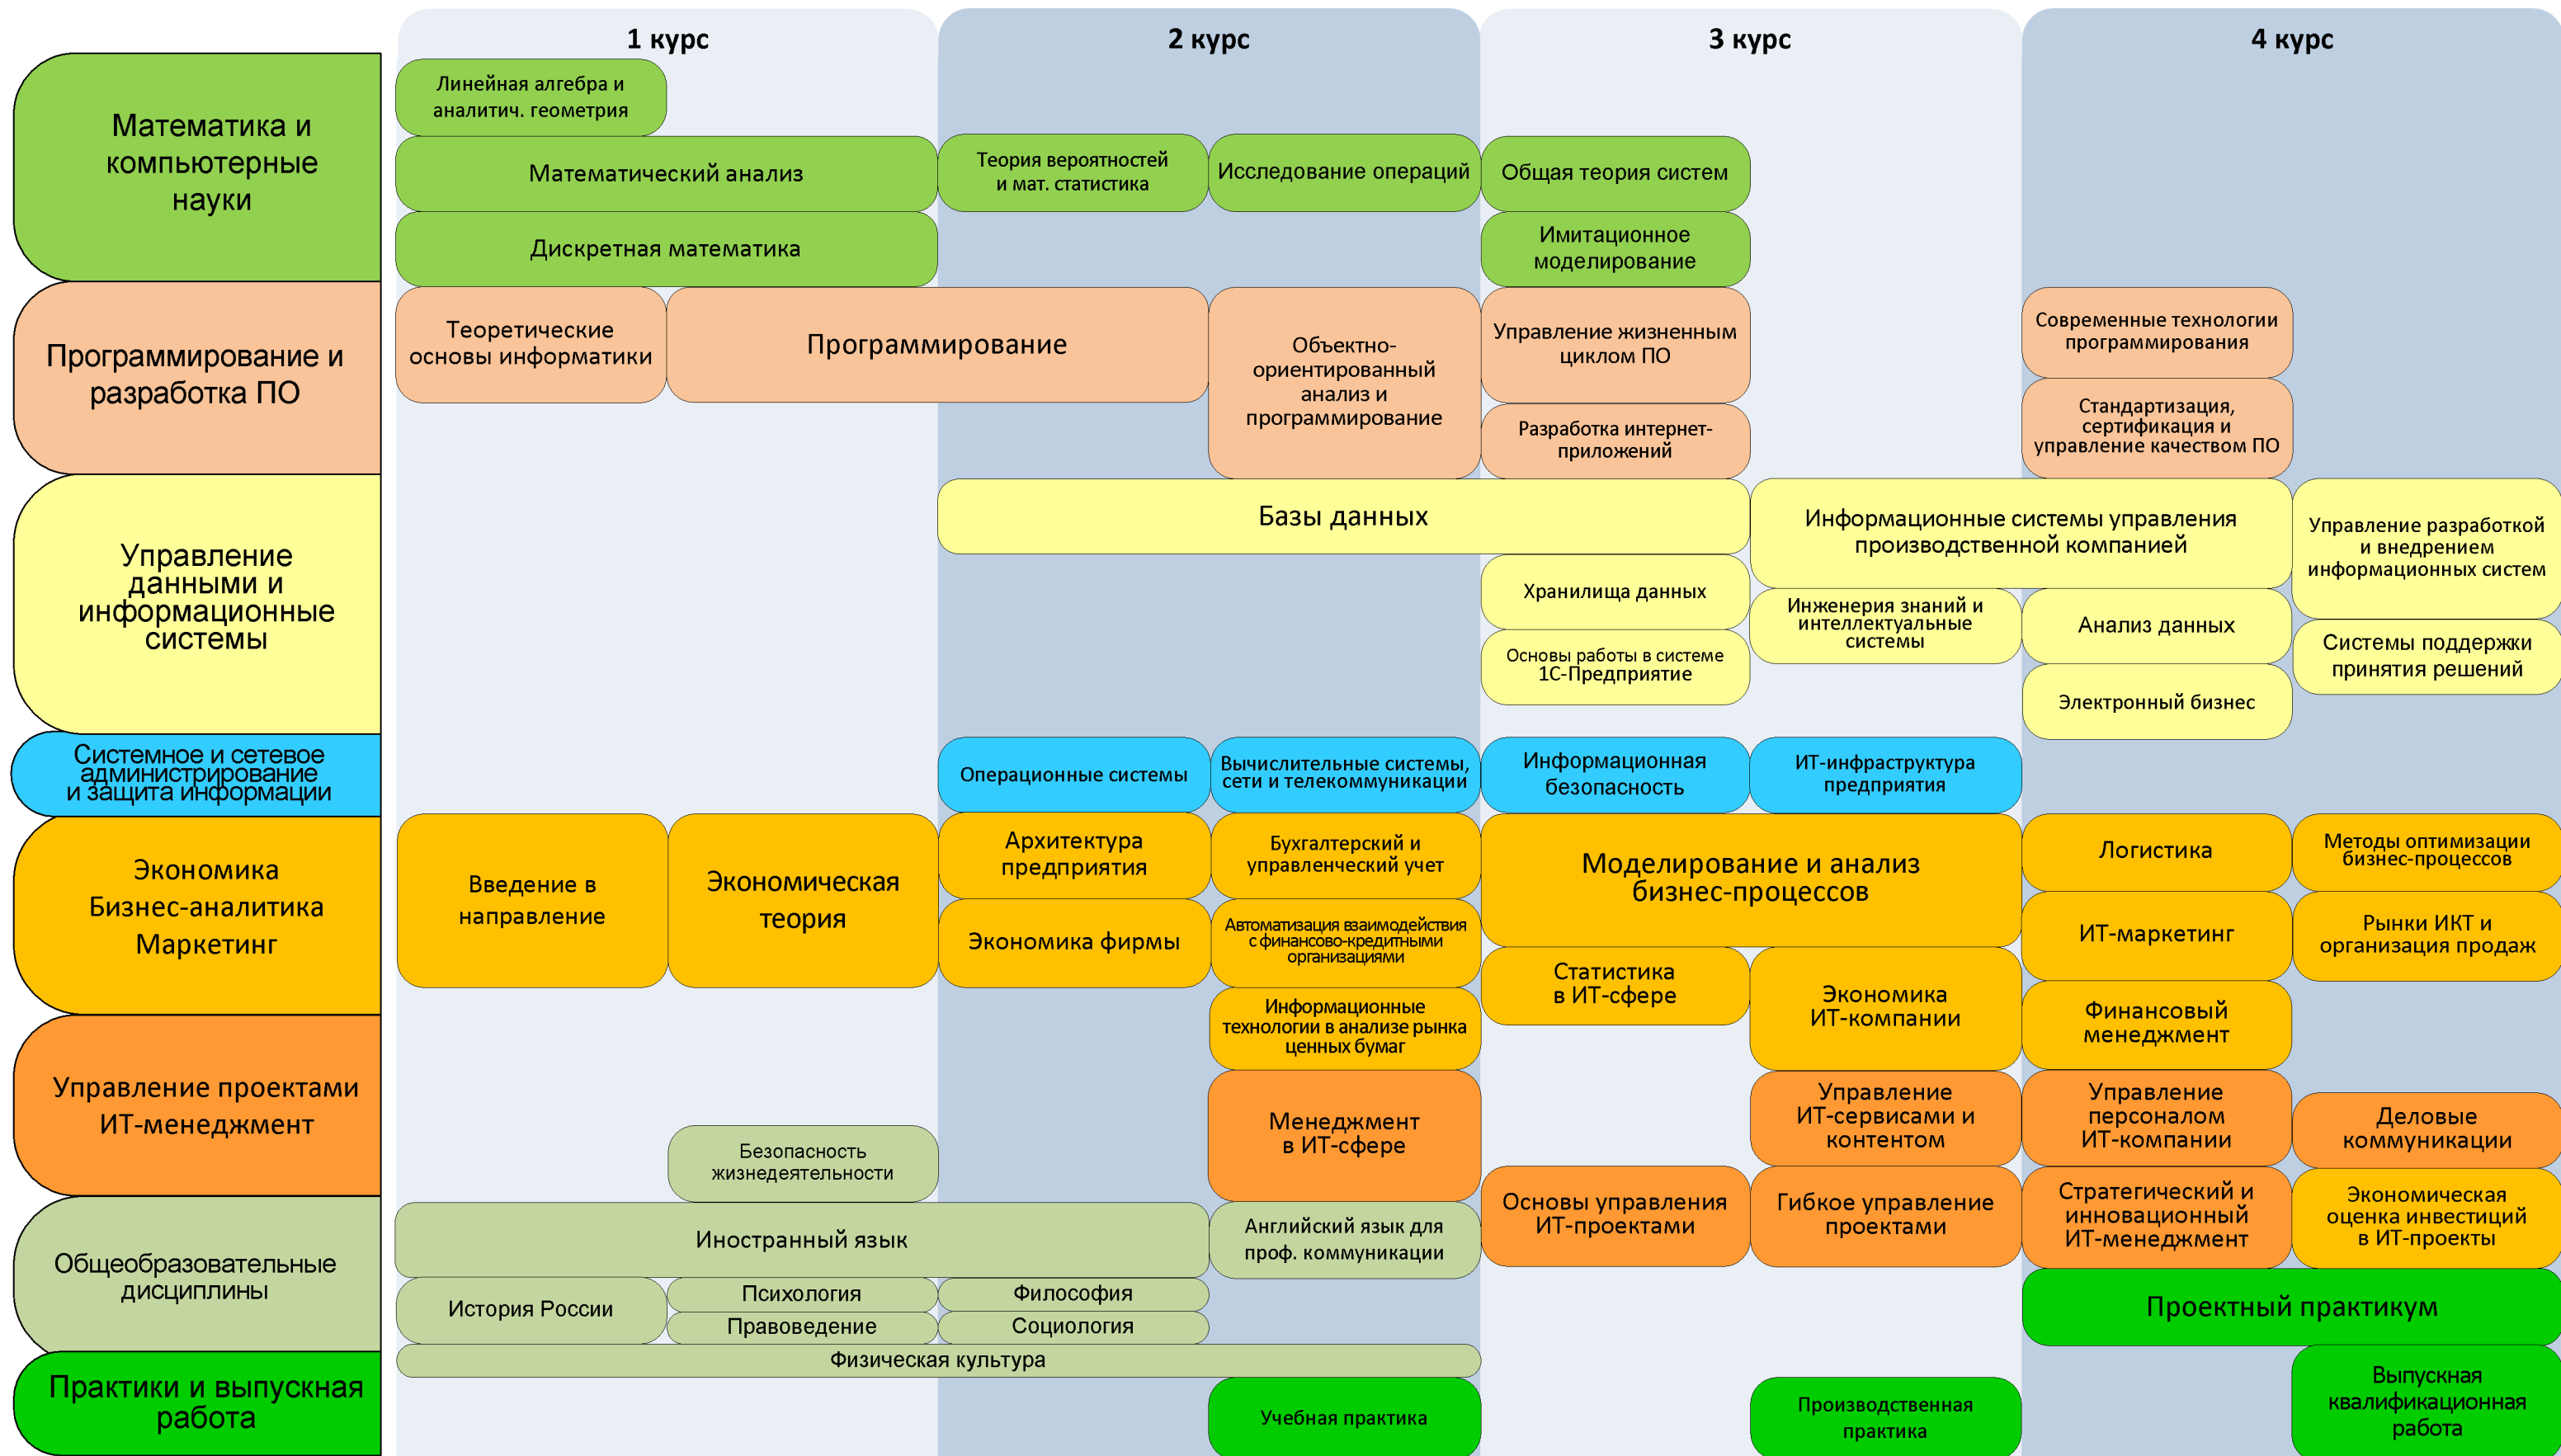 1 курс
2 курс
3 курс
4 курс
Математика и
компьютерные
науки
Линейная алгебра и
аналитич. геометрия
Математический анализ
Теория вероятностей
и мат. статистика
Исследование операций
Общая теория систем
Дискретная математика
Имитационное
моделирование
Программирование и
разработка ПО
Теоретические
основы информатики
Программирование
Объектно-
ориентированный
анализ и
программирование
Управление жизненным
циклом ПО
Разработка интернет-
приложений
Современные технологии
программирования
Стандартизация,
сертификация и
управление качеством ПО
Управление
данными и
информационные
системы
Базы данных
Информационные системы управления
производственной компанией
Управление разработкой
и внедрением
информационных систем
Хранилища данных
Инженерия знаний и
интеллектуальные
системы
Анализ данных
Системы поддержки
принятия решений
Основы работы в системе
1С-Предприятие
Электронный бизнес
Системное и сетевое
администрирование
и защита информации
Операционные системы
Вычислительные системы,
сети и телекоммуникации
Информационная
безопасность
ИТ-инфраструктура
предприятия
Экономика
Бизнес-аналитика
Маркетинг
Введение в
направление
Экономическая
теория
Архитектура
предприятия
Бухгалтерский и
управленческий учет
Моделирование и анализ
бизнес-процессов
Логистика
Методы оптимизации
бизнес-процессов
Экономика фирмы
Автоматизация взаимодействия
с финансово-кредитными
организациями
ИТ-маркетинг
Рынки ИКТ и
организация продаж
Информационные
технологии в анализе рынка
ценных бумаг
Статистика
в ИТ-сфере
Экономика
ИТ-компании
Финансовый
менеджмент
Управление проектами
ИТ-менеджмент
Менеджмент
в ИТ-сфере
Управление
ИТ-сервисами и
контентом
Управление
персоналом
ИТ-компании
Деловые
коммуникации
Безопасность
жизнедеятельности
Основы управления
ИТ-проектами
Гибкое управление
проектами
Стратегический и
инновационный
ИТ-менеджмент
Экономическая
оценка инвестиций
в ИТ-проекты
Общеобразовательные
дисциплины
Иностранный язык
Английский язык для
проф. коммуникации
История России
Психология
Правоведение
Философия
Социология
Физическая культура
Проектный практикум
Практики и выпускная
работа
Учебная практика
Производственная
практика
Выпускная
квалификационная
работа